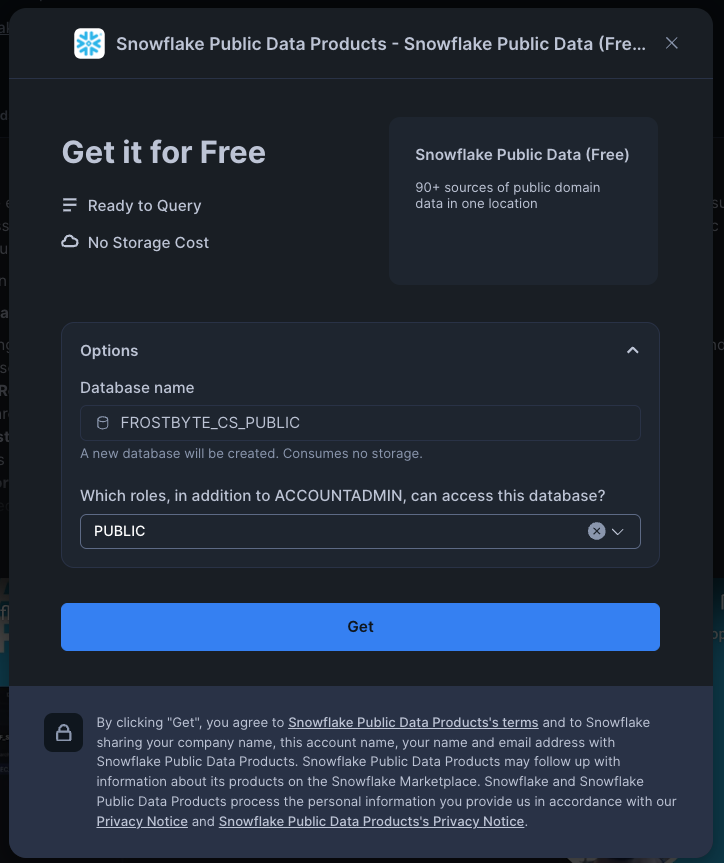 Snowflake Public Data Products - Snowflake Public Data (Fre...
Get it for Free
Ready to Query
No Storage Cost
Snowflake Public Data (Free)
90+ sources of public domain
data in one location
Options
Database name
FROSTBYTE_CS_PUBLIC
A new database will be created. Consumes no storage.
Which roles, in addition to ACCOUNTADMIN, can access this database?
PUBLIC
Get
By clicking "Get", you agree to Snowflake Public Data Products's terms and to Snowflake
sharing your company name, this account name, your name and email address with
Snowflake Public Data Products. Snowflake Public Data Products may follow up with
information about its products on the Snowflake Marketplace. Snowflake and Snowflake
Public Data Products process the personal information you provide us in accordance with our
Privacy Notice and Snowflake Public Data Products's Privacy Notice.